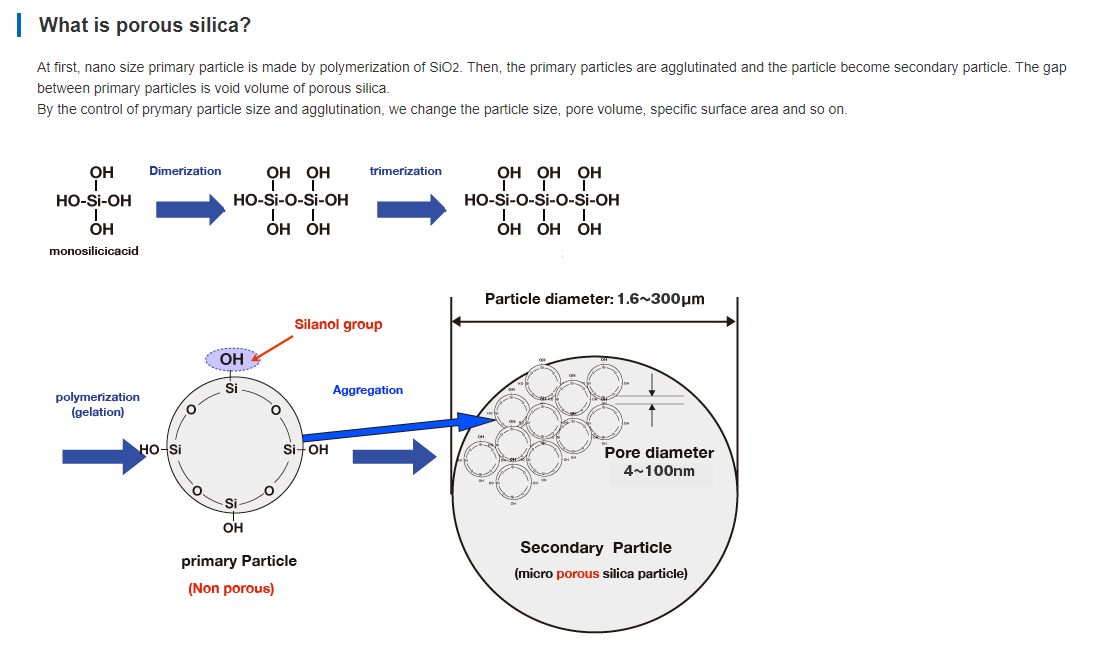 What is porous silica?
At first, nano size primary particle is made by polymerization of SiO2. Then, the primary particles are agglutinated and the particle become secondary particle. The gap
between primary particles is void volume of porous silica.
By the control of prymary particle size and agglutination, we change the particle size, pore volume, specific surface area and so on.
OH Dimerization OH OH trimerization OH OH OH
HO-Si-OH HO-Si-O-Si-OH HO-Si-O-Si-O-Si-OH
OH OH OH OH OH OH
monosilicicacid
Particle diameter: 1.6~300μm
Silanol group
OH
Si
polymerization
(gelation)
Aggregation
O O
HO-Si Si-OH
O O
Si
OH
primary Particle
(Non porous)
Pore diameter
4~100nm
Secondary Particle
(micro porous silica particle)